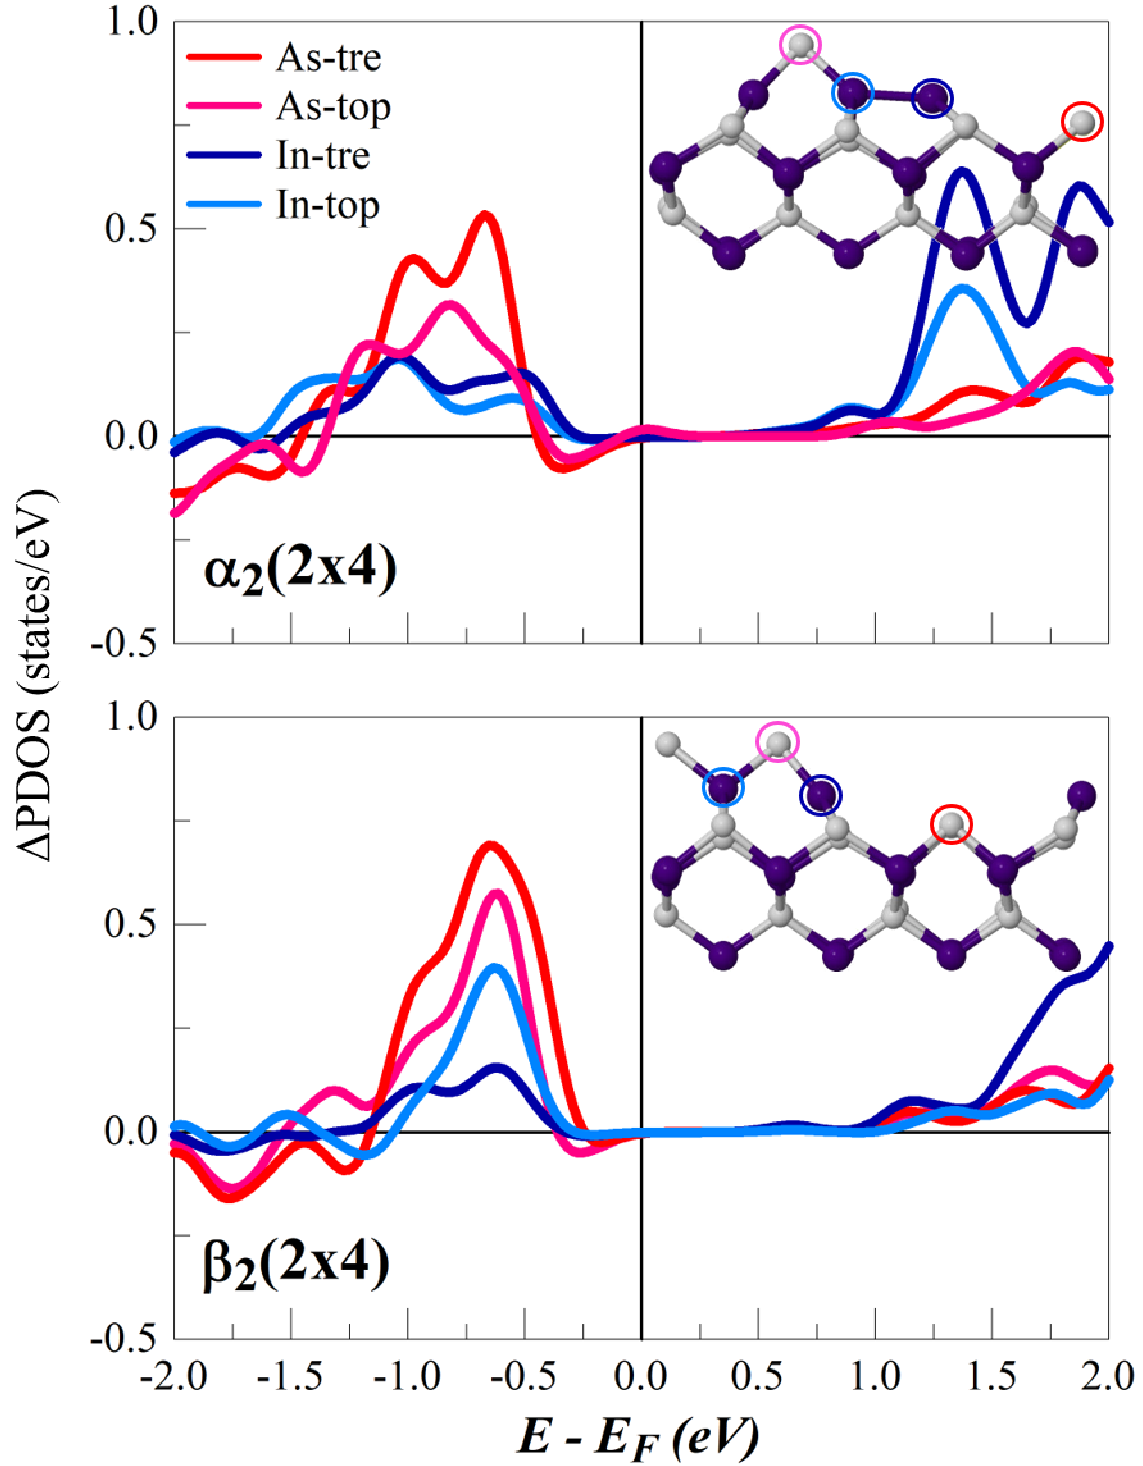 1.0
As-tre
As-top
In-tre
In-top
0.5
0.0
α₂(2x4)
-0.5
ΔPDOS (states/eV)
1.0
0.5
0.0
β₂(2x4)
-0.5
-2.0 -1.5 -1.0 -0.5 0.0 0.5 1.0 1.5 2.0
E - E_F (eV)